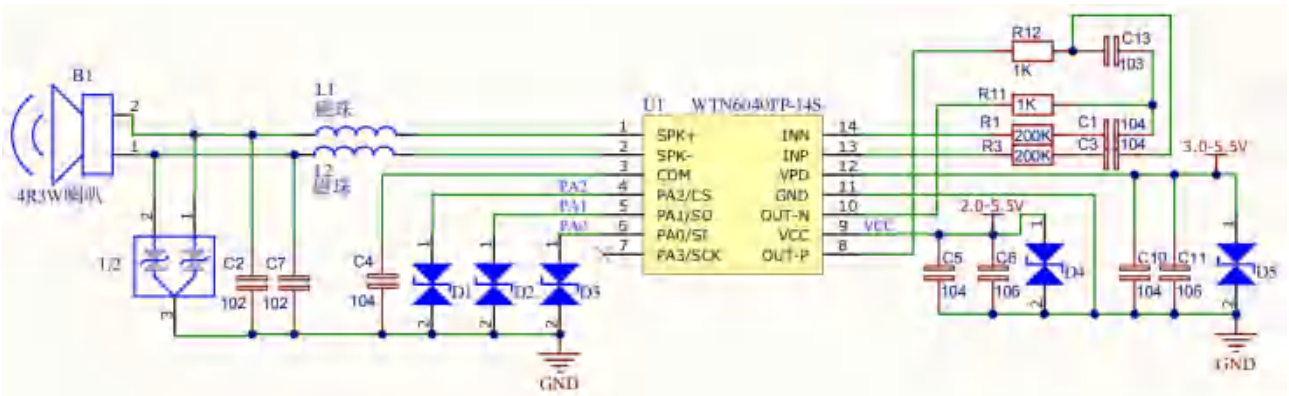 R12
C13
1K
103
B1
L1
磁珠
U1 WTN6040FP-14S
R11
1K
2
1 SPK+ INN 14 R1 200K C1 104
1
2 SPK- INP 13 R3 200K C3 104
3.0-5.5V
L2
磁珠
3 COM VPD 12
4R3W喇叭
PA2 4 PA2/CS GND 11
PA1 5 PA1/SO OUT-N 10
2.0-5.5V
PA0 6 PA0/SI VCC 9 VCC
7 PA3/SCK OUT-P 8
2 1
1 1 1
1 1
U2
C2 C7
102 102
C4
104
D1 D2 D3
C5 C6
104 106
D4
C10 C11
104 106
D5
3
2 2 2
2 2
GND
GND